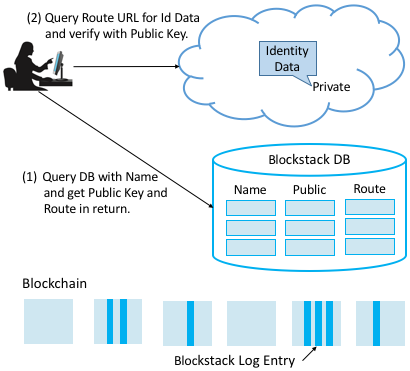 (2) Query Route URL for Id Data
and verify with Public Key.
Identity
Data
Private
(1) Query DB with Name
and get Public Key and
Route in return.
Blockstack DB
Name Public Route
Blockchain
Blockstack Log Entry